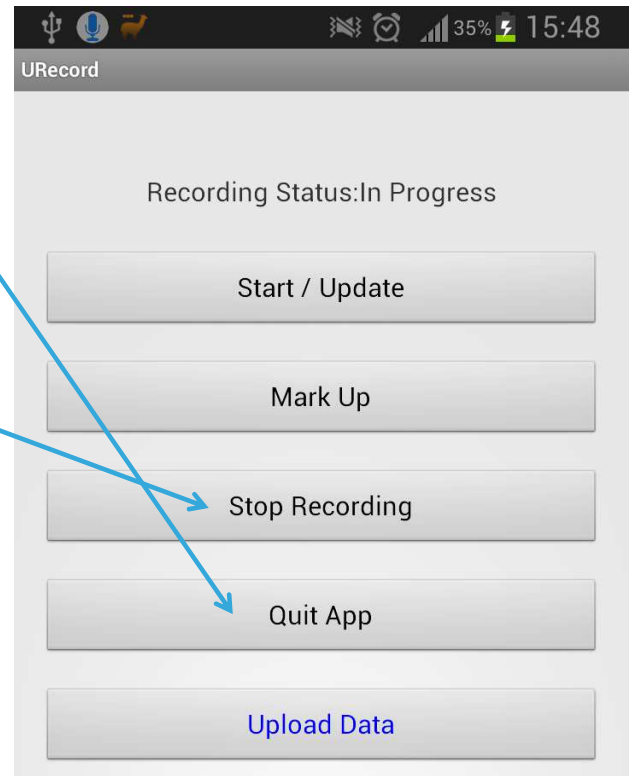 35% 15:48
URecord
Recording Status:In Progress
Start / Update
Mark Up
Stop Recording
Quit App
Upload Data